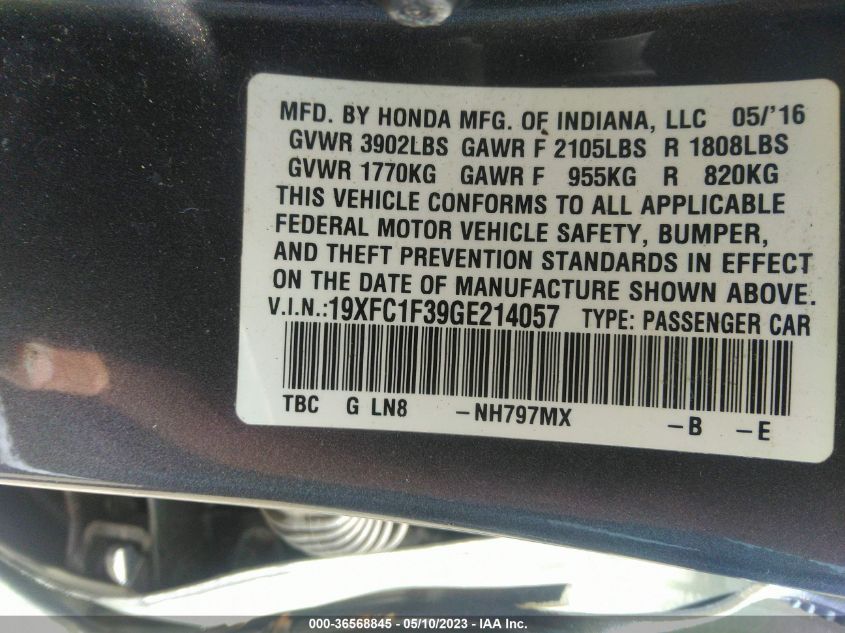 MFD. BY HONDA MFG. OF INDIANA, LLC 05/'16
GVWR 3902LBS GAWR F 2105LBS R 1808LBS
GVWR 1770KG GAWR F 955KG R 820KG
THIS VEHICLE CONFORMS TO ALL APPLICABLE
FEDERAL MOTOR VEHICLE SAFETY, BUMPER,
AND THEFT PREVENTION STANDARDS IN EFFECT
ON THE DATE OF MANUFACTURE SHOWN ABOVE.
V.I.N.:19XFC1F39GE214057 TYPE: PASSENGER CAR
TBC G LN8 -NH797MX -B -E
000-36568845 - 05/10/2023 - IAA Inc.